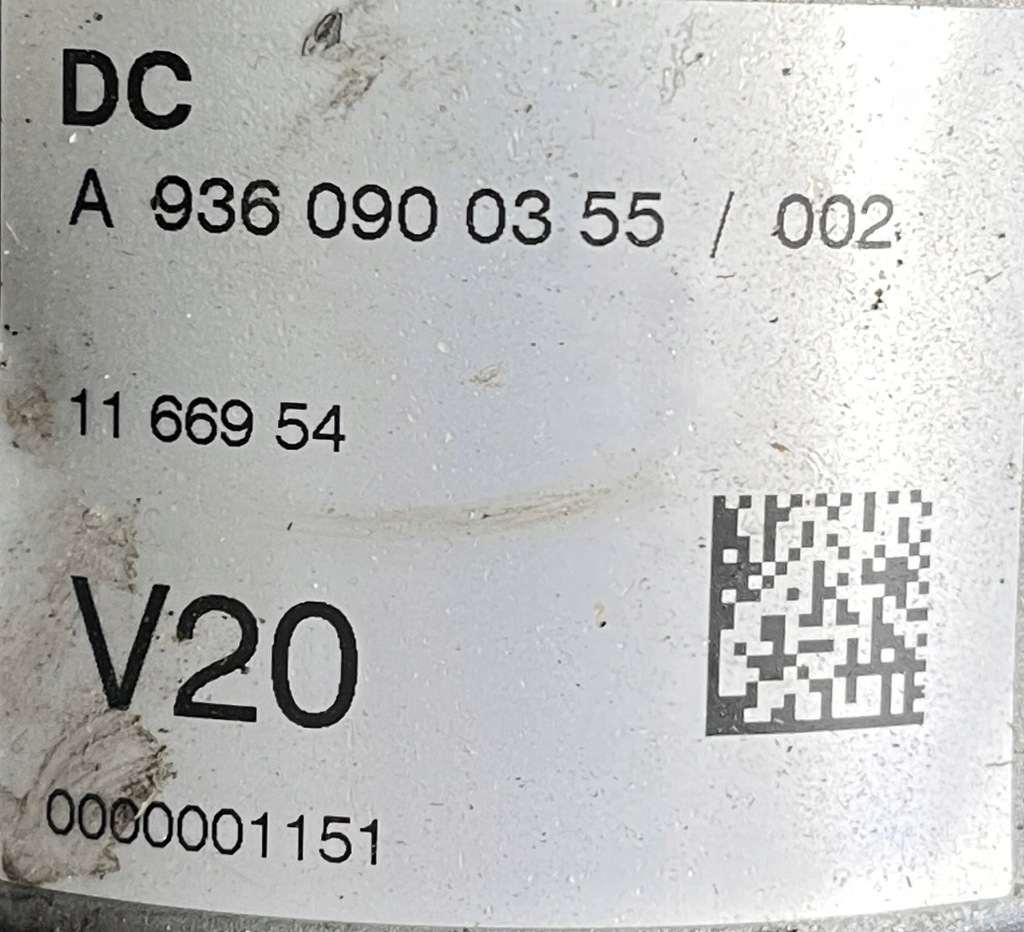 DC
A 936 090 03 55 / 002
11 669 54
V20
0000001151